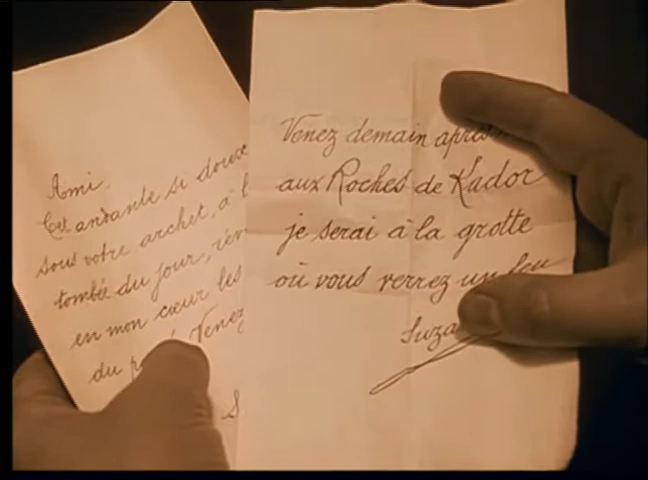 Ami,
Cet andante si doux
sous votre archet, à l
tombée du jour, rév
en mon cœur les
du p Venez
S
Venez demain après
aux Roches de Kador
je serai à la grotte
où vous verrez un feu
Suza